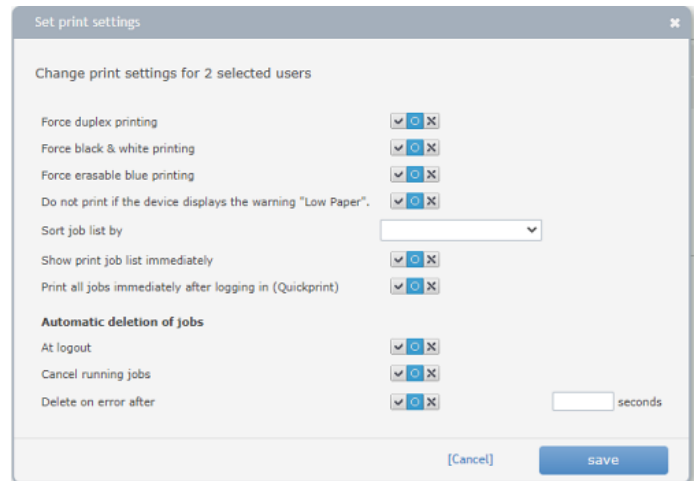 Set print settings
Change print settings for 2 selected users
Force duplex printing
Force black & white printing
Force erasable blue printing
Do not print if the device displays the warning "Low Paper".
Sort job list by
Show print job list immediately
Print all jobs immediately after logging in (Quickprint)
Automatic deletion of jobs
At logout
Cancel running jobs
Delete on error after seconds
[Cancel] save